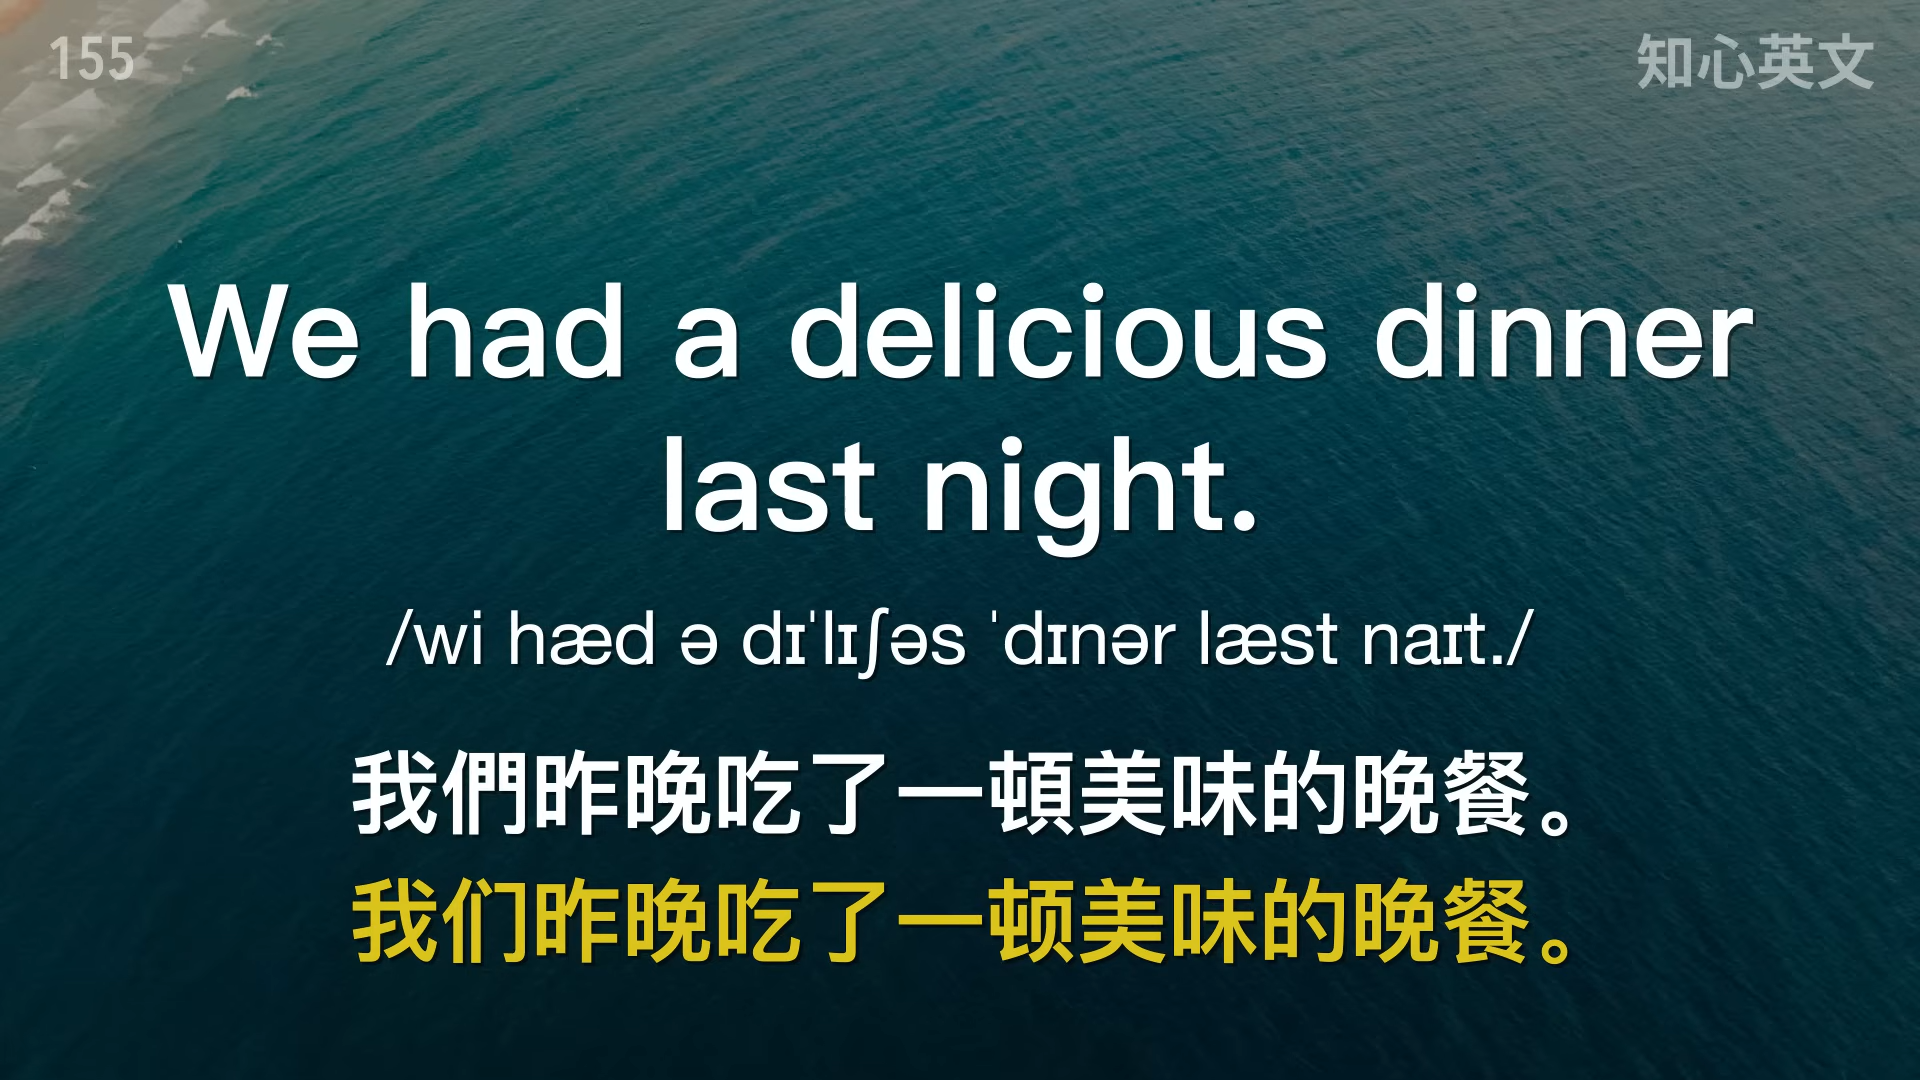 155
知心英文
We had a delicious dinner
last night.
/wi hæd ə dɪˈlɪʃəs ˈdɪnər læst naɪt./
我們昨晚吃了一頓美味的晚餐。
我们昨晚吃了一顿美味的晚餐。